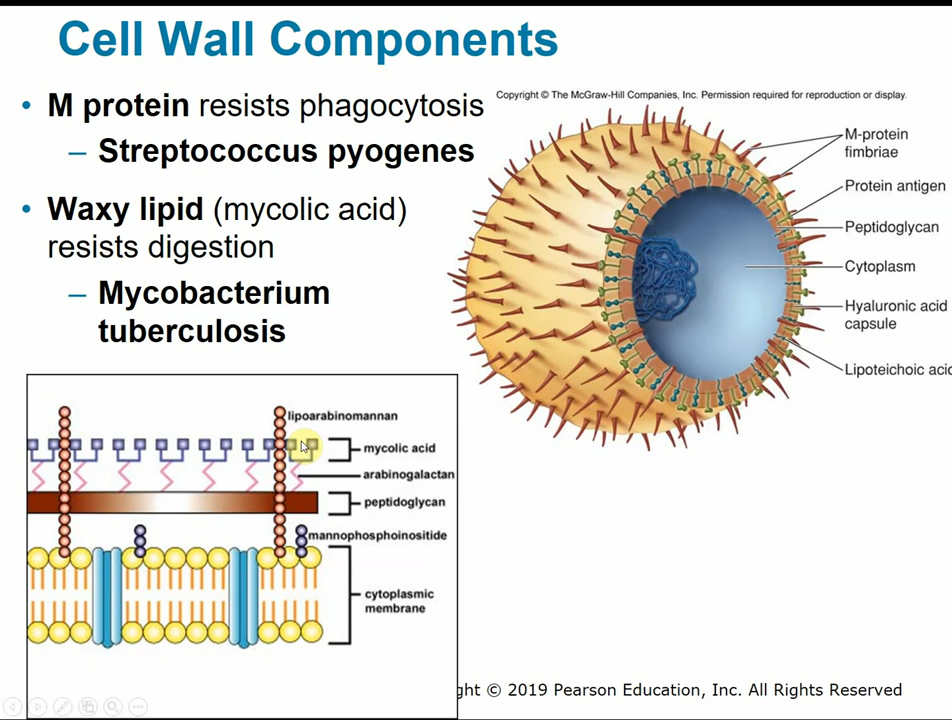 Cell Wall Components
• M protein resists phagocytosis
– Streptococcus pyogenes
• Waxy lipid (mycolic acid)
resists digestion
– Mycobacterium
tuberculosis
Copyright © The McGraw-Hill Companies, Inc. Permission required for reproduction or display.
M-protein
fimbriae
Protein antigen
Peptidoglycan
Cytoplasm
Hyaluronic acid
capsule
Lipoteichoic acid
lipoarabinomannan
mycolic acid
arabinogalactan
peptidoglycan
mannophosphoinositide
cytoplasmic
membrane
ght © 2019 Pearson Education, Inc. All Rights Reserved